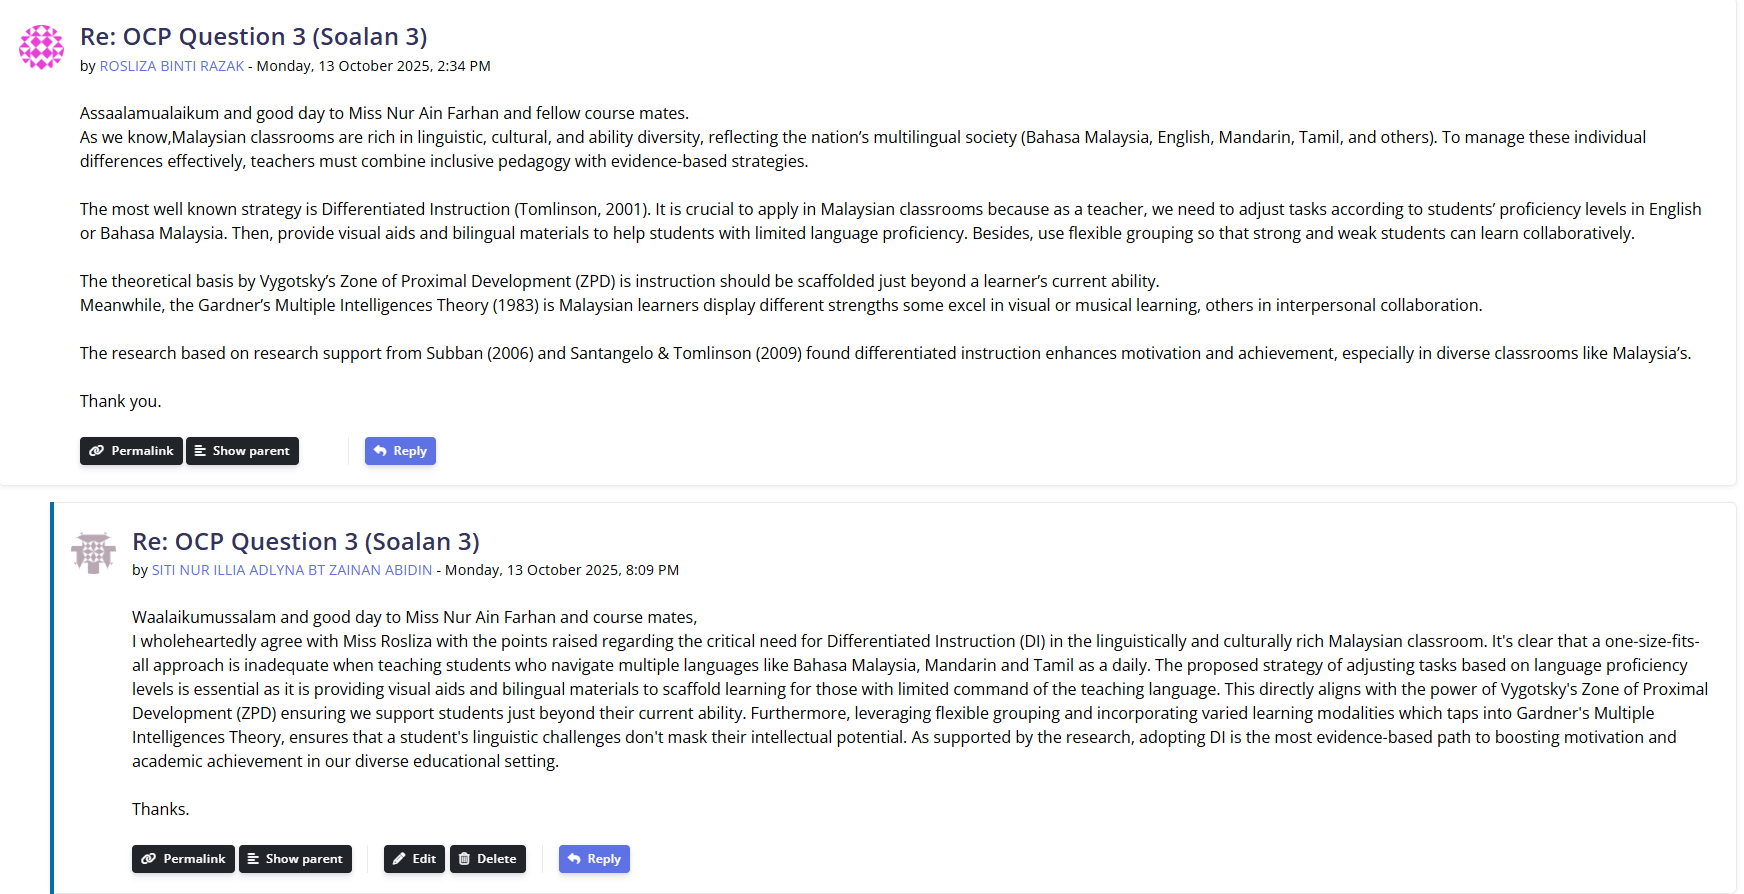 Re: OCP Question 3 (Soalan 3)
by ROSLIZA BINTI RAZAK - Monday, 13 October 2025, 2:34 PM
Assaalamualaikum and good day to Miss Nur Ain Farhan and fellow course mates.
As we know,Malaysian classrooms are rich in linguistic, cultural, and ability diversity, reflecting the nation’s multilingual society (Bahasa Malaysia, English, Mandarin, Tamil, and others). To manage these individual
differences effectively, teachers must combine inclusive pedagogy with evidence-based strategies.
The most well known strategy is Differentiated Instruction (Tomlinson, 2001). It is crucial to apply in Malaysian classrooms because as a teacher, we need to adjust tasks according to students’ proficiency levels in English
or Bahasa Malaysia. Then, provide visual aids and bilingual materials to help students with limited language proficiency. Besides, use flexible grouping so that strong and weak students can learn collaboratively.
The theoretical basis by Vygotsky’s Zone of Proximal Development (ZPD) is instruction should be scaffolded just beyond a learner’s current ability.
Meanwhile, the Gardner’s Multiple Intelligences Theory (1983) is Malaysian learners display different strengths some excel in visual or musical learning, others in interpersonal collaboration.
The research based on research support from Subban (2006) and Santangelo & Tomlinson (2009) found differentiated instruction enhances motivation and achievement, especially in diverse classrooms like Malaysia’s.
Thank you.
Permalink Show parent Reply
Re: OCP Question 3 (Soalan 3)
by SITI NUR ILLIA ADLYNA BT ZAINAN ABIDIN - Monday, 13 October 2025, 8:09 PM
Waalaikumussalam and good day to Miss Nur Ain Farhan and course mates,
I wholeheartedly agree with Miss Rosliza with the points raised regarding the critical need for Differentiated Instruction (DI) in the linguistically and culturally rich Malaysian classroom. It's clear that a one-size-fits-
all approach is inadequate when teaching students who navigate multiple languages like Bahasa Malaysia, Mandarin and Tamil as a daily. The proposed strategy of adjusting tasks based on language proficiency
levels is essential as it is providing visual aids and bilingual materials to scaffold learning for those with limited command of the teaching language. This directly aligns with the power of Vygotsky's Zone of Proximal
Development (ZPD) ensuring we support students just beyond their current ability. Furthermore, leveraging flexible grouping and incorporating varied learning modalities which taps into Gardner's Multiple
Intelligences Theory, ensures that a student's linguistic challenges don't mask their intellectual potential. As supported by the research, adopting DI is the most evidence-based path to boosting motivation and
academic achievement in our diverse educational setting.
Thanks.
Permalink Show parent Edit Delete Reply